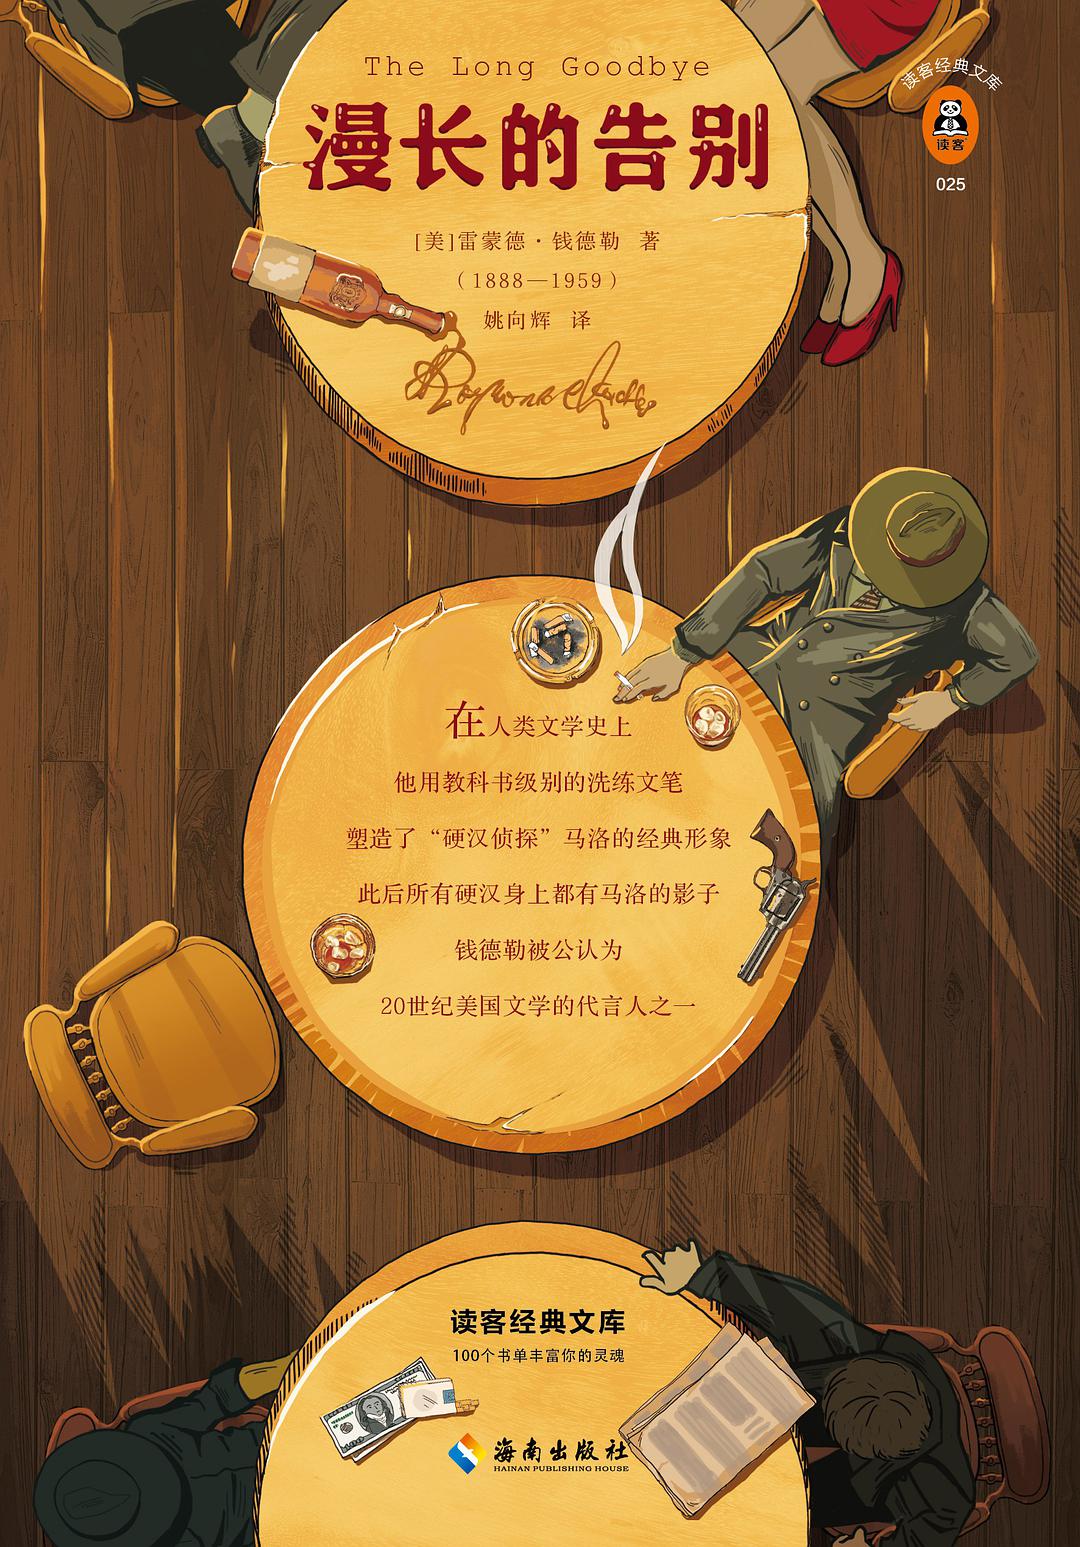 The Long Goodbye
漫长的告别
[美]雷蒙德·钱德勒 著
(1888—1959)
姚向辉 译
Raymond Chandler
读客经典文库
读客
025
在人类文学史上
他用教科书级别的洗练文笔
塑造了“硬汉侦探”马洛的经典形象
此后所有硬汉身上都有马洛的影子
钱德勒被公认为
20世纪美国文学的代言人之一
读客经典文库
100个书单丰富你的灵魂
海南出版社
HAINAN PUBLISHING HOUSE